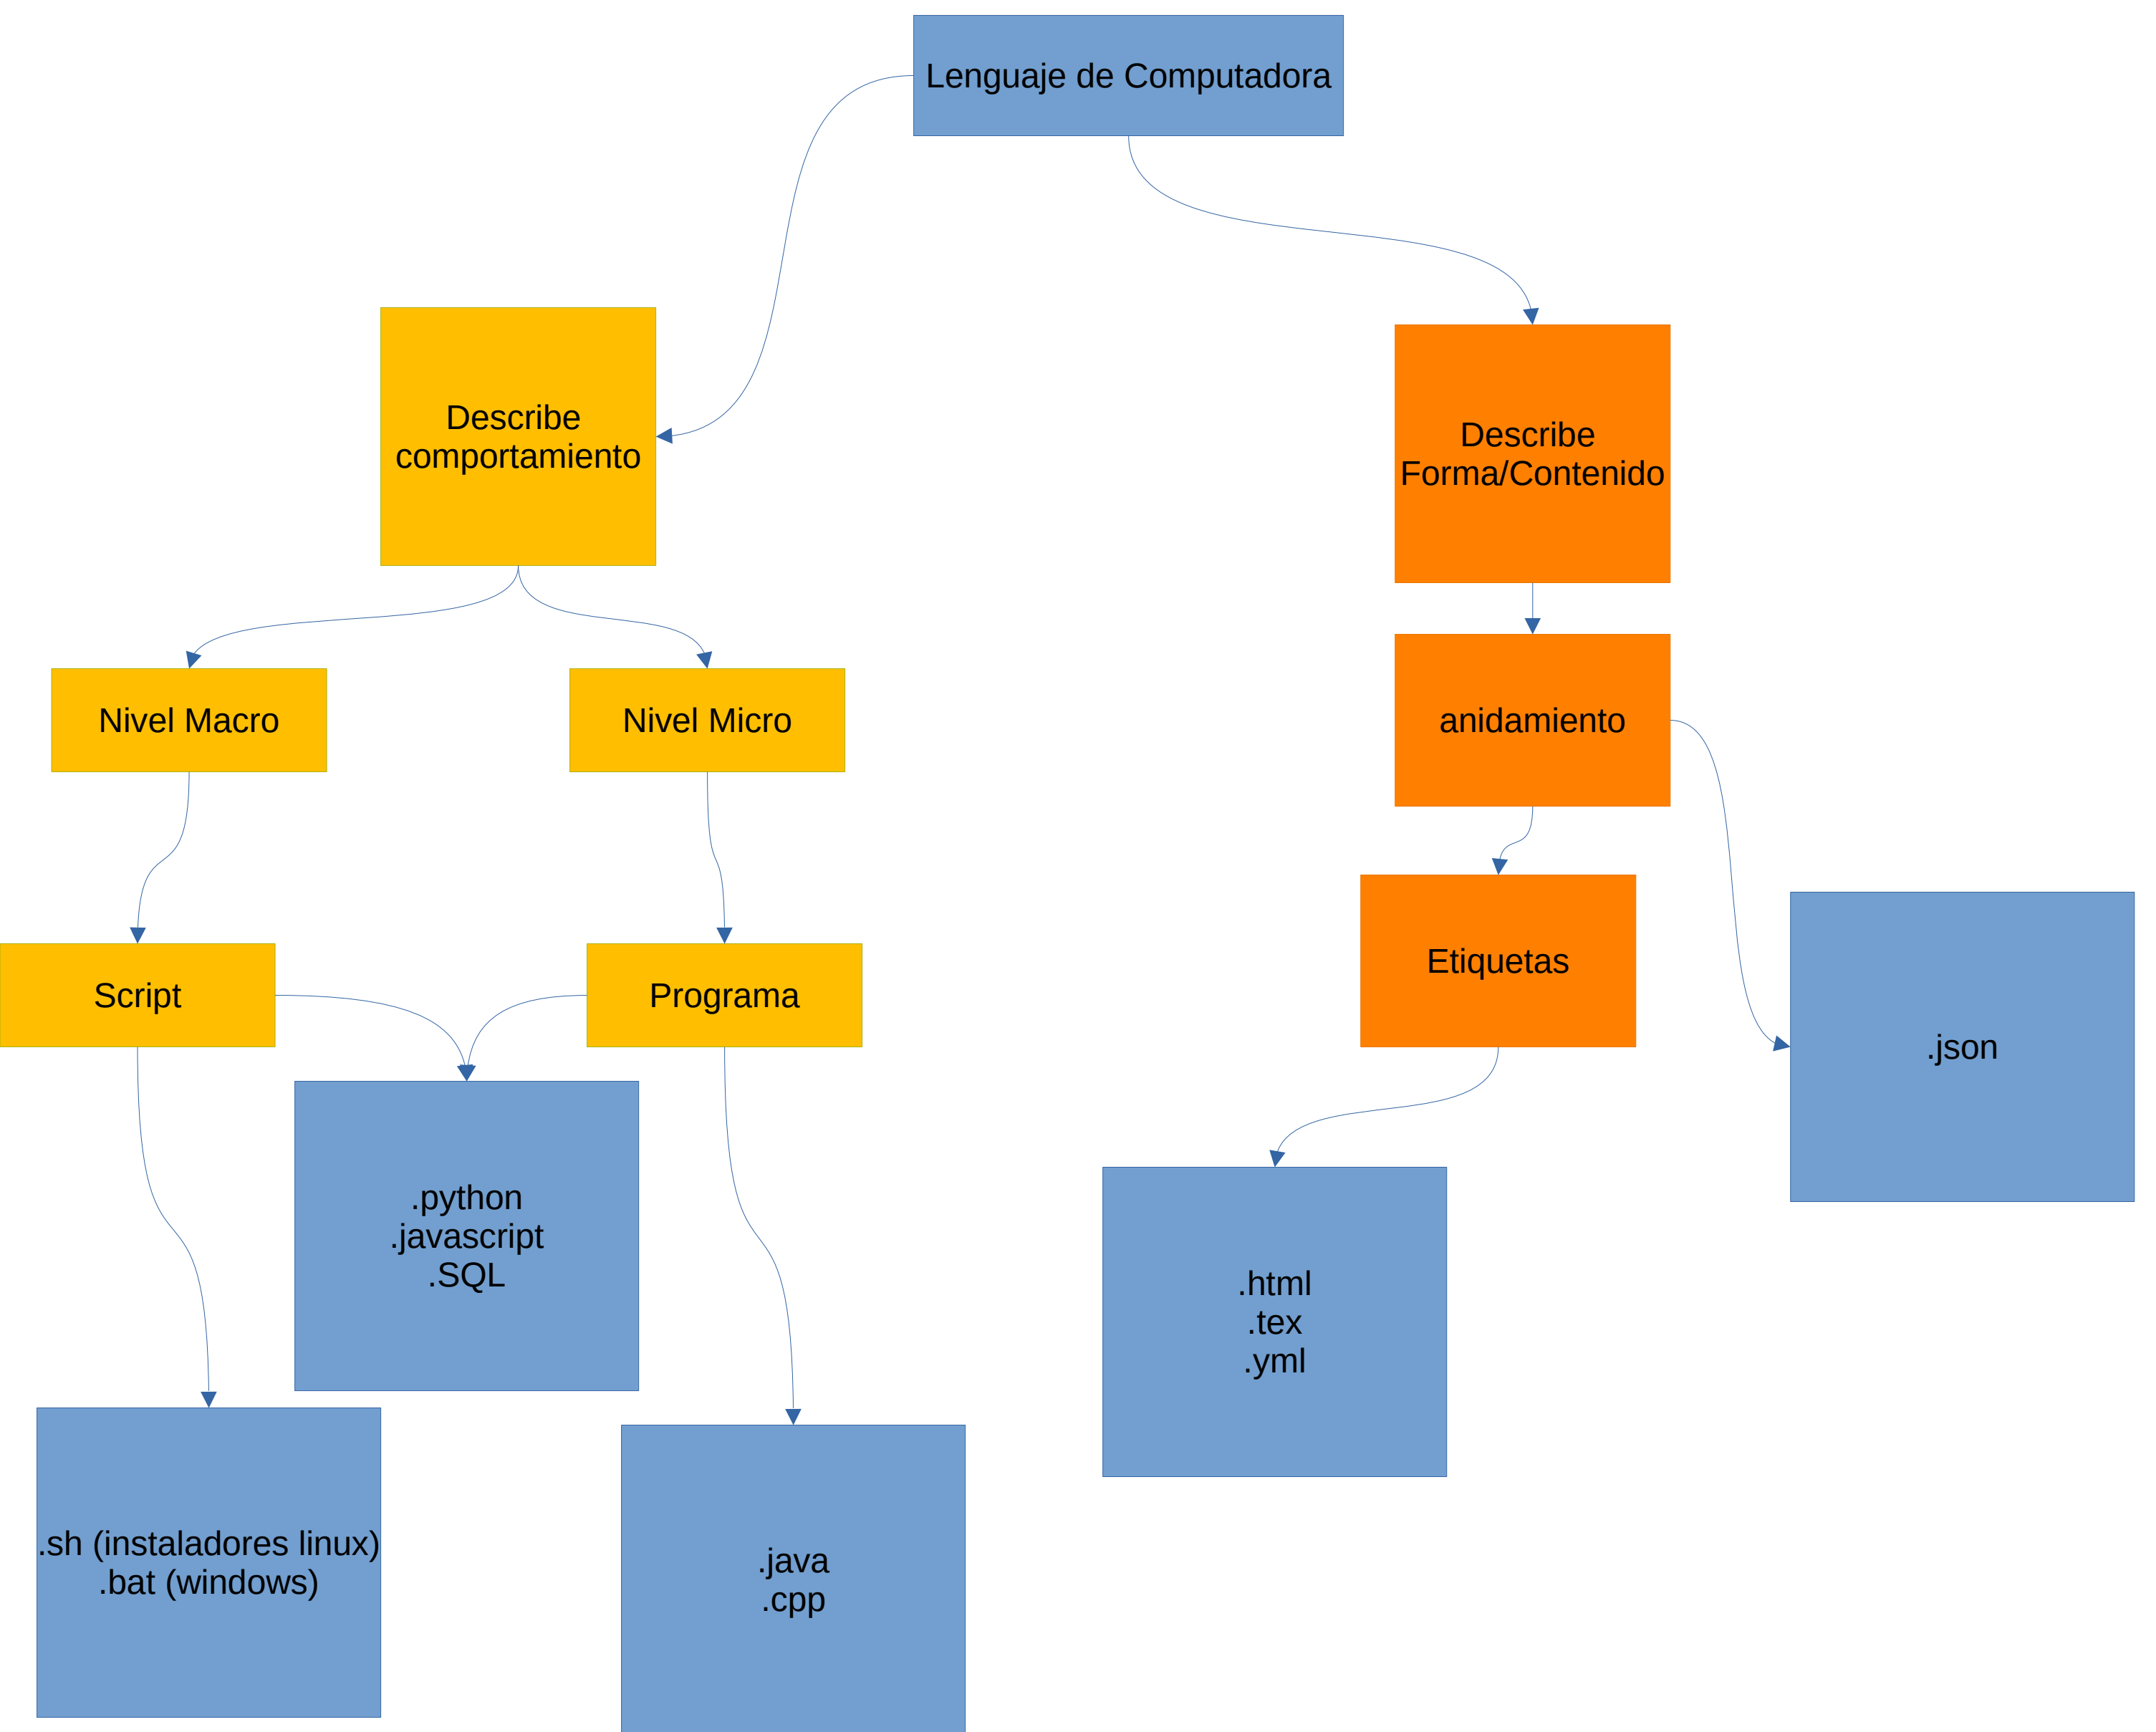 Lenguaje de Computadora
Describe
comportamiento
Describe
Forma/Contenido
Nivel Macro
Nivel Micro
anidamiento
Script
Programa
Etiquetas
.json
.python
.javascript
.SQL
.html
.tex
.yml
.sh (instaladores linux)
.bat (windows)
.java
.cpp